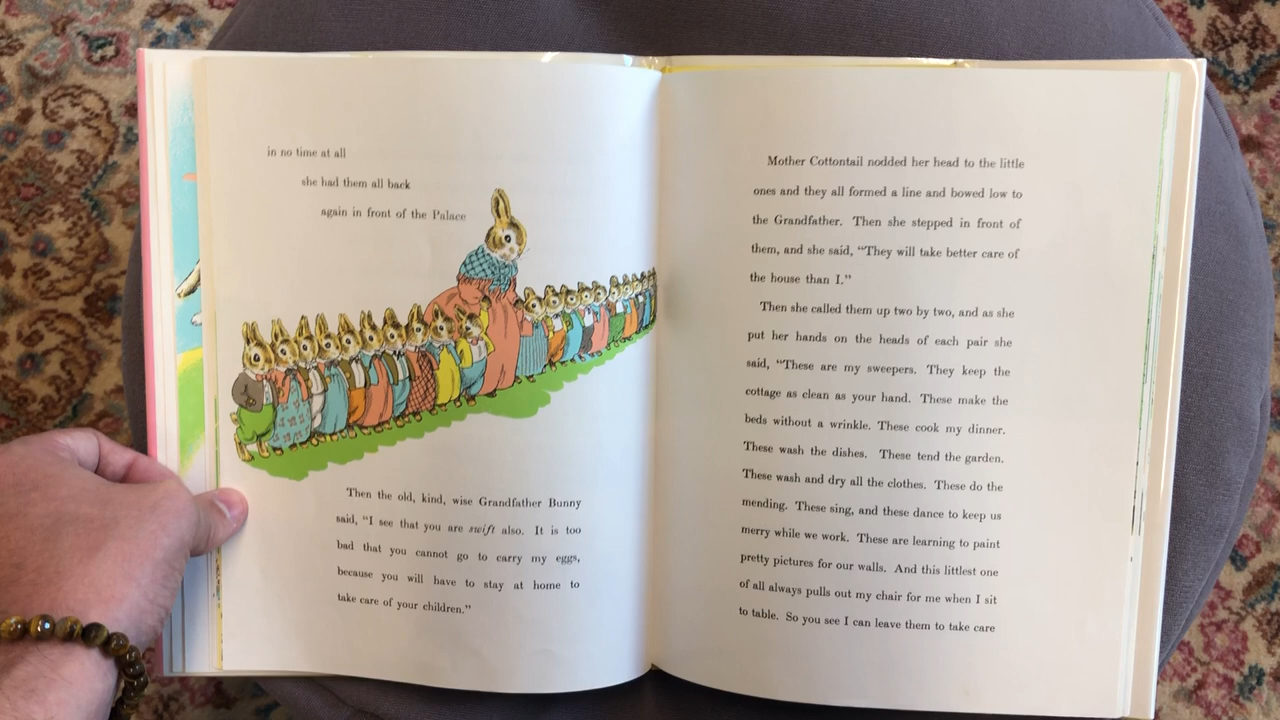 in no time at all
she had them all back
again in front of the Palace
Then the old, kind, wise Grandfather Bunny
said, “I see that you are swift also. It is too
bad that you cannot go to carry my eggs,
because you will have to stay at home to
take care of your children.”
Mother Cottontail nodded her head to the little
ones and they all formed a line and bowed low to
the Grandfather. Then she stepped in front of
them, and she said, “They will take better care of
the house than I.”
Then she called them up two by two, and as she
put her hands on the heads of each pair she
said, “These are my sweepers. They keep the
cottage as clean as your hand. These make the
beds without a wrinkle. These cook my dinner.
These wash the dishes. These tend the garden.
These wash and dry all the clothes. These do the
mending. These sing, and these dance to keep us
merry while we work. These are learning to paint
pretty pictures for our walls. And this littlest one
of all always pulls out my chair for me when I sit
to table. So you see I can leave them to take care